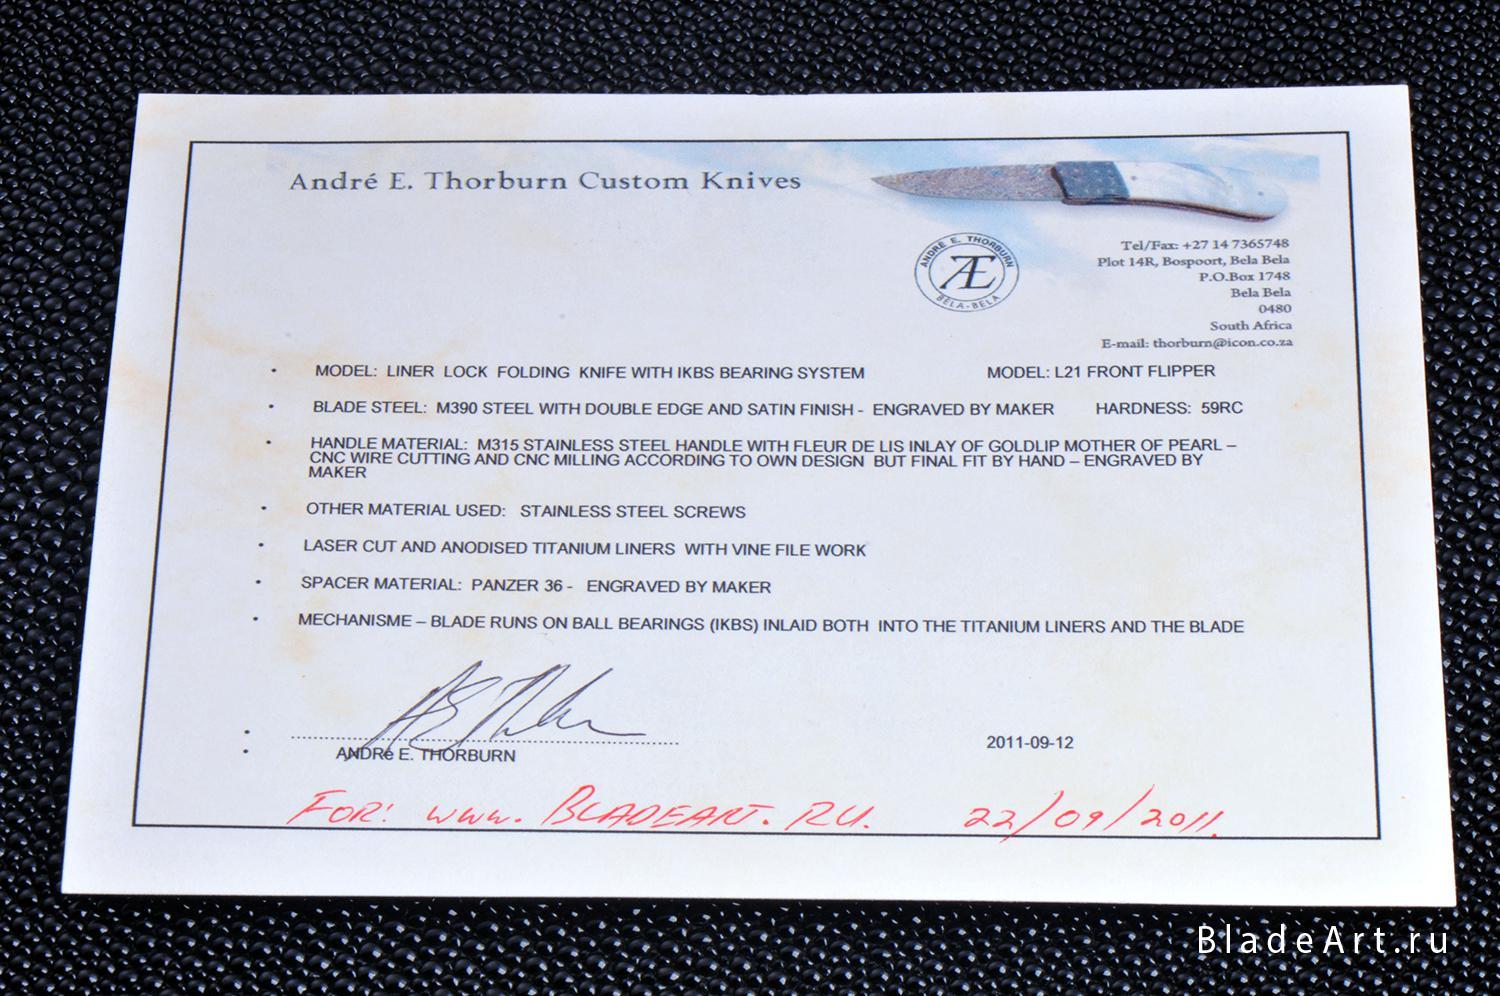 André E. Thorburn Custom Knives
ANDRE E. THORBURN
Æ
BELA-BELA
Tel/Fax: +27 14 7365748
Plot 14R, Bospoort, Bela Bela
P.O.Box 1748
Bela Bela
0480
South Africa
E-mail: thorburn@icon.co.za
• MODEL: LINER LOCK FOLDING KNIFE WITH IKBS BEARING SYSTEM MODEL: L21 FRONT FLIPPER
• BLADE STEEL: M390 STEEL WITH DOUBLE EDGE AND SATIN FINISH - ENGRAVED BY MAKER HARDNESS: 59RC
• HANDLE MATERIAL: M315 STAINLESS STEEL HANDLE WITH FLEUR DE LIS INLAY OF GOLDLIP MOTHER OF PEARL –
CNC WIRE CUTTING AND CNC MILLING ACCORDING TO OWN DESIGN BUT FINAL FIT BY HAND – ENGRAVED BY
MAKER
• OTHER MATERIAL USED: STAINLESS STEEL SCREWS
• LASER CUT AND ANODISED TITANIUM LINERS WITH VINE FILE WORK
• SPACER MATERIAL: PANZER 36 - ENGRAVED BY MAKER
• MECHANISME – BLADE RUNS ON BALL BEARINGS (IKBS) INLAID BOTH INTO THE TITANIUM LINERS AND THE BLADE
• ANDRé E. THORBURN 2011-09-12
FOR: www.BLADEART.RU. 22/09/2011.
BladeArt.ru